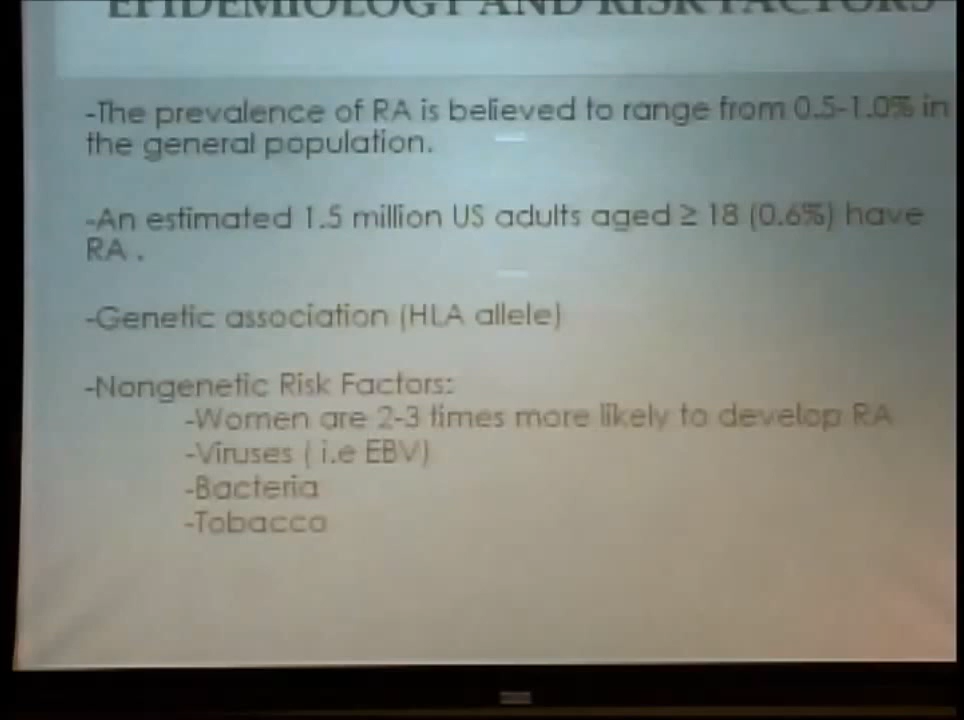 EPIDEMIOLOGY AND RISK FACTORS
-The prevalence of RA is believed to range from 0.5-1.0% in
the general population.
-An estimated 1.5 million US adults aged ≥ 18 (0.6%) have
RA .
-Genetic association (HLA allele)
-Nongenetic Risk Factors:
-Women are 2-3 times more likely to develop RA
-Viruses ( i.e EBV)
-Bacteria
-Tobacco